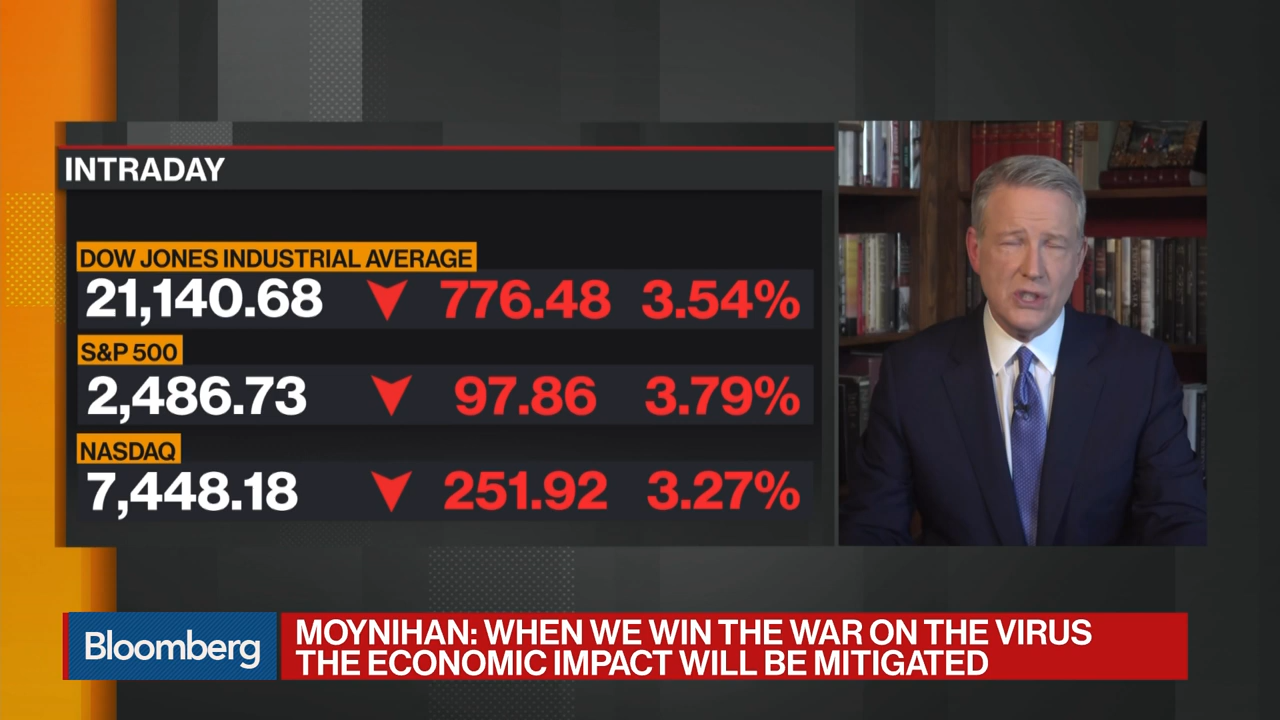 INTRADAY
DOW JONES INDUSTRIAL AVERAGE
21,140.68 776.48 3.54%
S&P 500
2,486.73 97.86 3.79%
NASDAQ
7,448.18 251.92 3.27%
Bloomberg
MOYNIHAN: WHEN WE WIN THE WAR ON THE VIRUS
THE ECONOMIC IMPACT WILL BE MITIGATED